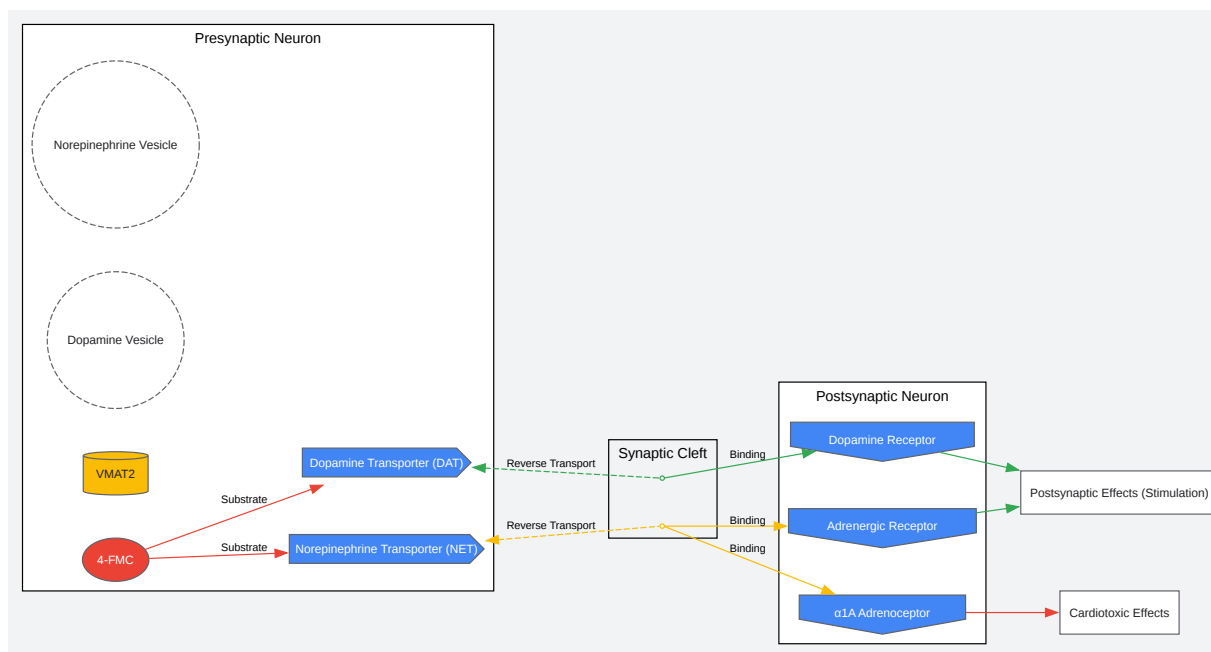 Presynaptic Neuron
Norepinephrine Vesicle
Dopamine Vesicle
VMAT2
4-FMC
Substrate
Substrate
Dopamine Transporter (DAT)
Norepinephrine Transporter (NET)
Reverse Transport
Reverse Transport
Synaptic Cleft
Binding
Binding
Binding
Postsynaptic Neuron
Dopamine Receptor
Adrenergic Receptor
α1A Adrenoceptor
Postsynaptic Effects (Stimulation)
Cardiotoxic Effects